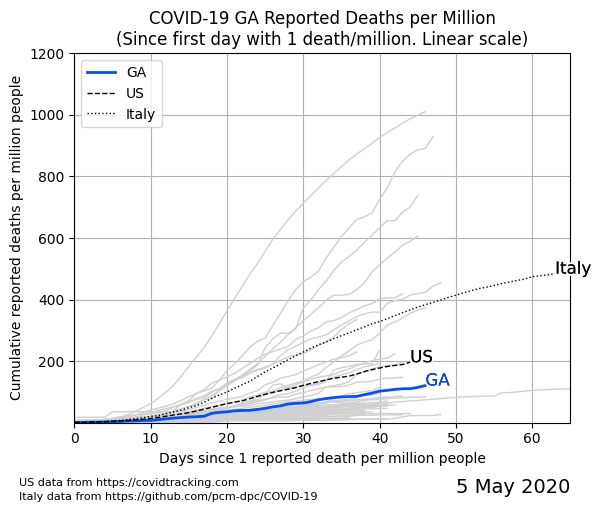 COVID-19 GA Reported Deaths per Million
(Since first day with 1 death/million. Linear scale)
Cumulative reported deaths per million people
1200
1000
800
600
400
200
GA
US
Italy
Italy
US
GA
0 10 20 30 40 50 60
Days since 1 reported death per million people
US data from https://covidtracking.com
Italy data from https://github.com/pcm-dpc/COVID-19
5 May 2020